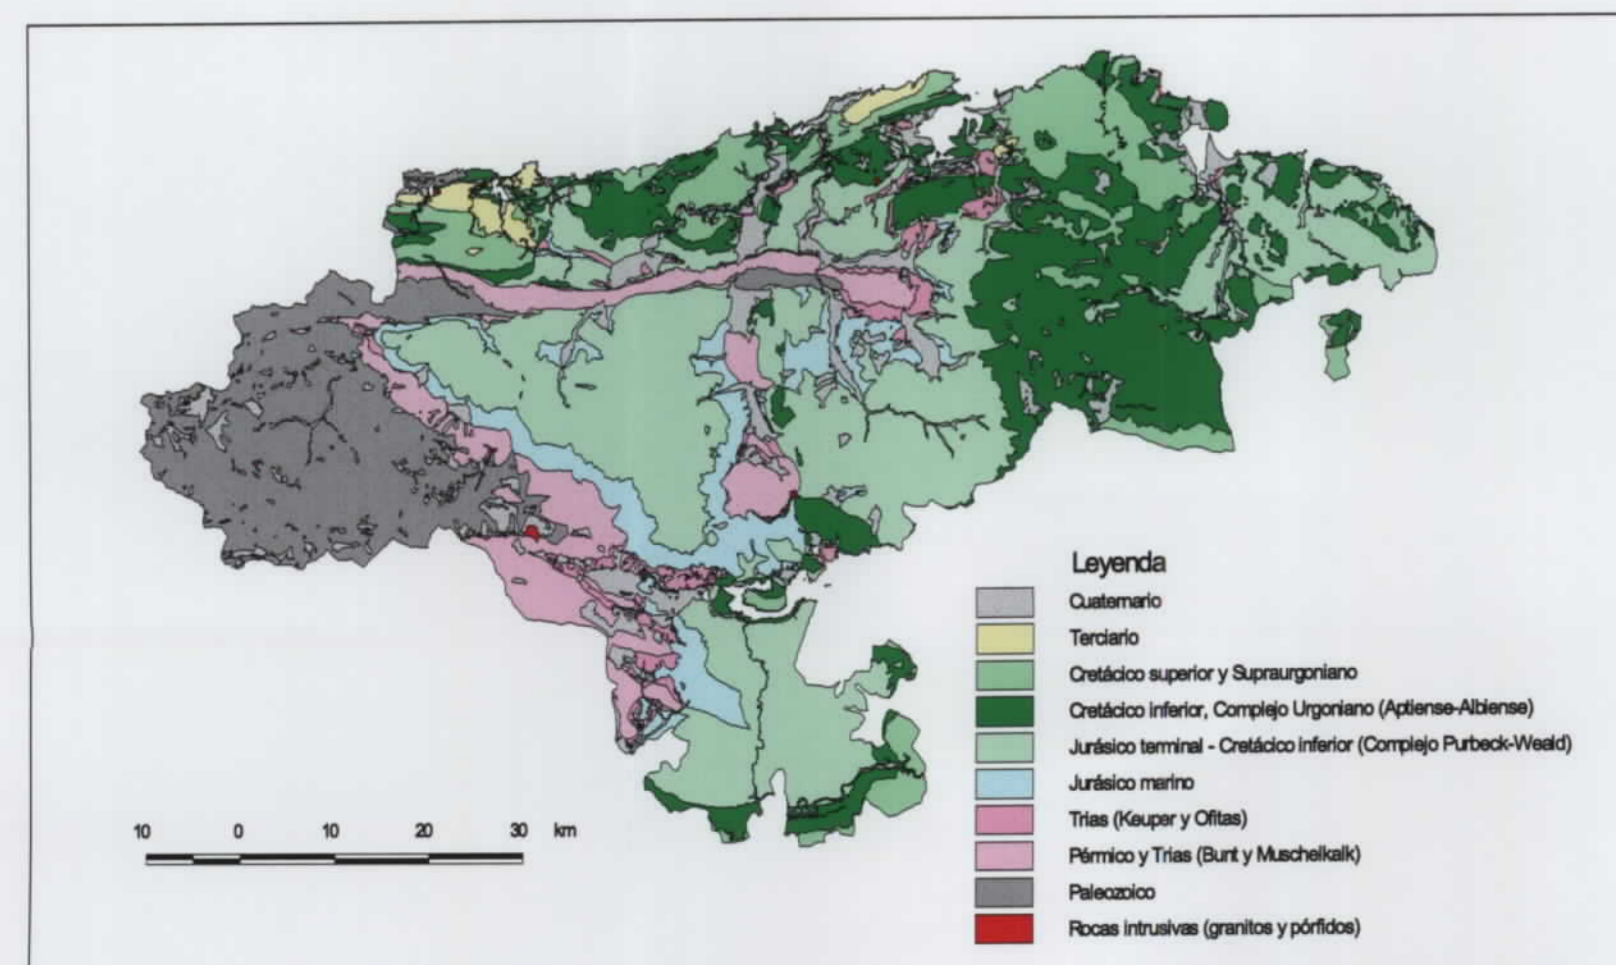 Leyenda
Cuaternario
Terciario
Cretácico superior y Supraurgoniano
Cretácico inferior, Complejo Urgoniano (Aptiense-Albiense)
Jurásico terminal - Cretácico inferior (Complejo Purbeck-Weald)
Jurásico marino
Trias (Keuper y Ofitas)
Pérmico y Trias (Bunt y Muschelkalk)
Paleozoico
Rocas intrusivas (granitos y pórfidos)
10 0 10 20 30 km